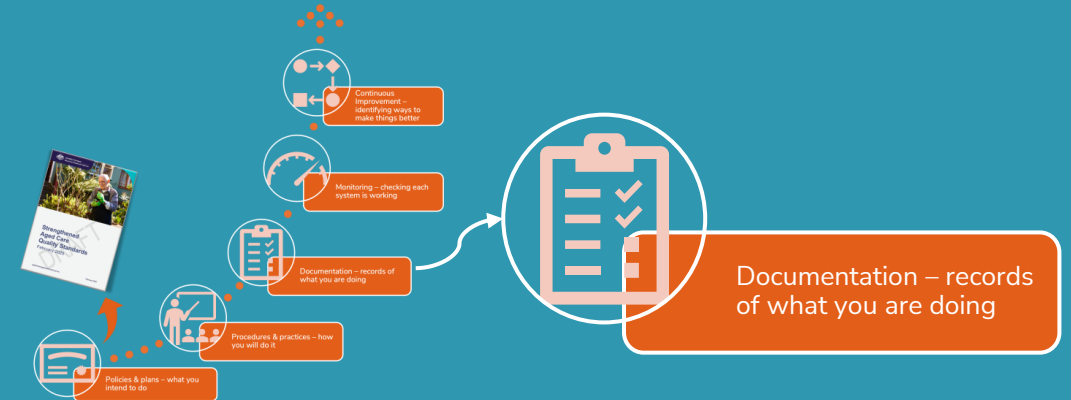 Continuous
Improvement –
identifying ways to
make things better
Monitoring – checking each
system is working
Strengthened
Aged Care
Quality Standards
DRAFT
Documentation – records of
what you are doing
Procedures & practices – how
you will do it
Policies & plans – what you
intend to do
Documentation – records
of what you are doing